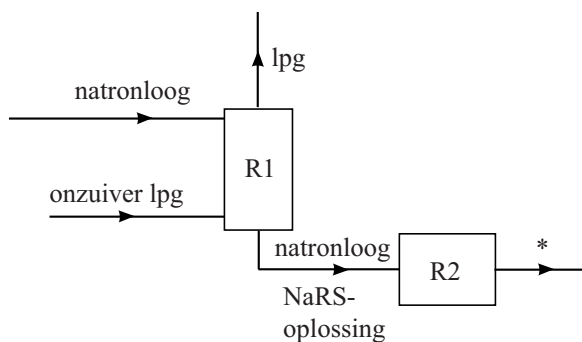 lpg
natronloog
R1
onzuiver lpg
natronloog
*
R2
NaRS-
oplossing